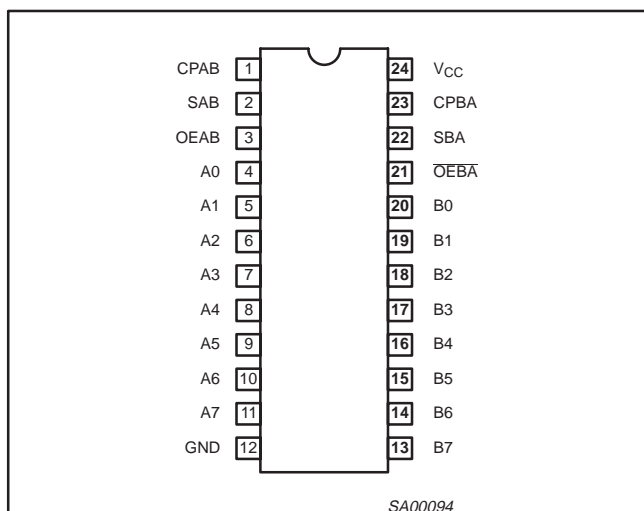 CPAB 1 24 VCC
SAB 2 23 CPBA
OEAB 3 22 SBA
A0 4 21 O̅E̅B̅A̅
A1 5 20 B0
A2 6 19 B1
A3 7 18 B2
A4 8 17 B3
A5 9 16 B4
A6 10 15 B5
A7 11 14 B6
GND 12 13 B7
SA00094